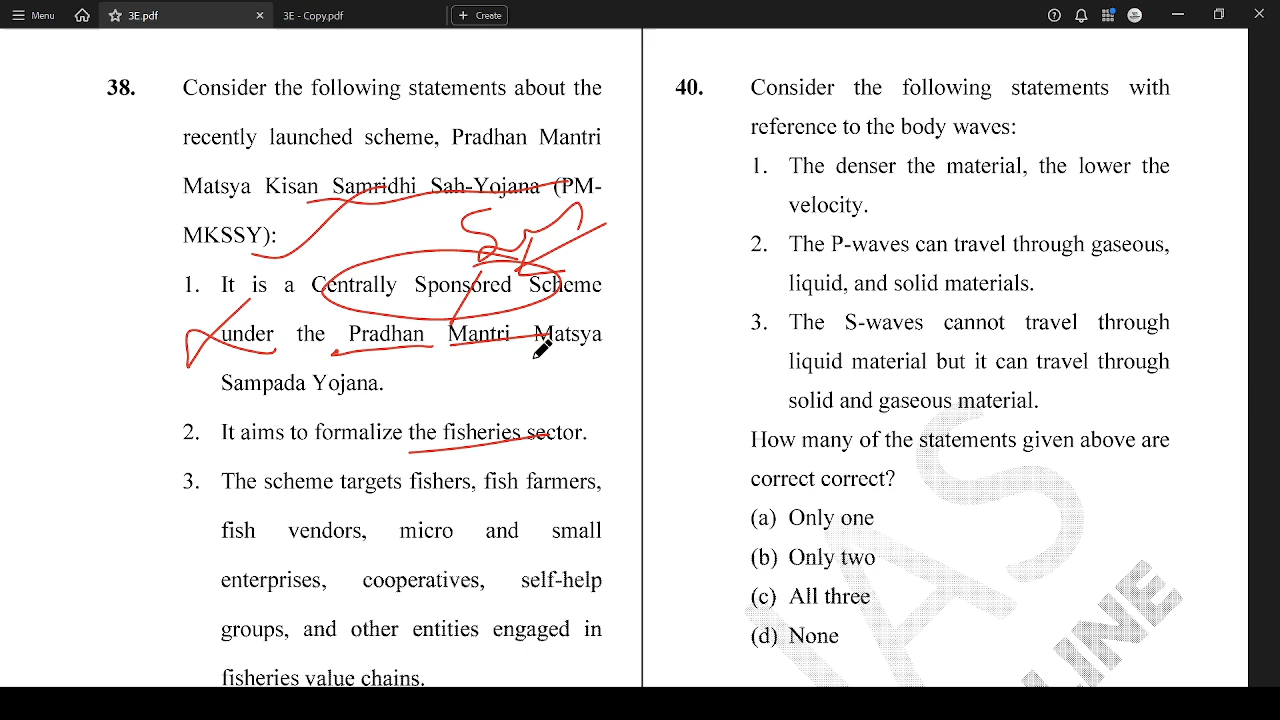 Menu
3E.pdf
3E - Copy.pdf
Create
38. Consider the following statements about the
recently launched scheme, Pradhan Mantri
Matsya Kisan Samridhi Sah-Yojana (PM-
MKSSY):
1. It is a Centrally Sponsored Scheme
under the Pradhan Mantri Matsya
Sampada Yojana.
2. It aims to formalize the fisheries sector.
3. The scheme targets fishers, fish farmers,
fish vendors, micro and small
enterprises, cooperatives, self-help
groups, and other entities engaged in
fisheries value chains.
40. Consider the following statements with
reference to the body waves:
1. The denser the material, the lower the
velocity.
2. The P-waves can travel through gaseous,
liquid, and solid materials.
3. The S-waves cannot travel through
liquid material but it can travel through
solid and gaseous material.
How many of the statements given above are
correct correct?
(a) Only one
(b) Only two
(c) All three
(d) None